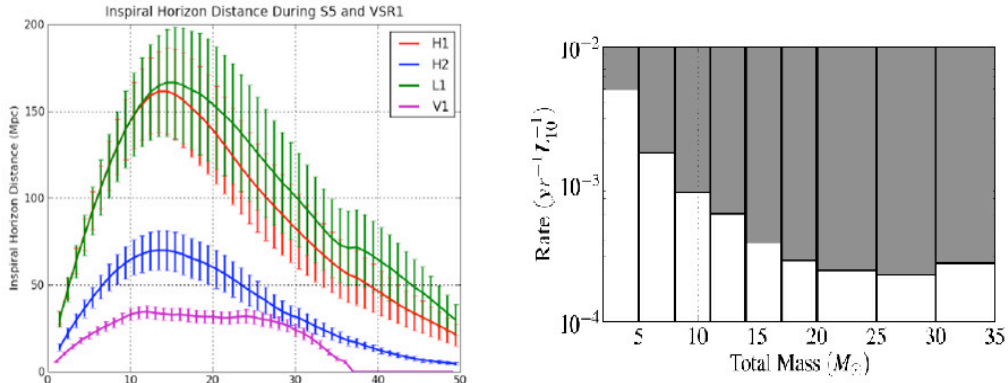 Inspiral Horizon Distance During S5 and VSR1
Inspiral Horizon Distance (Mpc)
200
150
100
50
0
0 10 20 30 40 50
H1
H2
L1
V1
Rate (yr⁻¹L₁₀⁻¹)
10⁻²
10⁻³
10⁻⁴
5 10 15 20 25 30 35
Total Mass (M⊙)